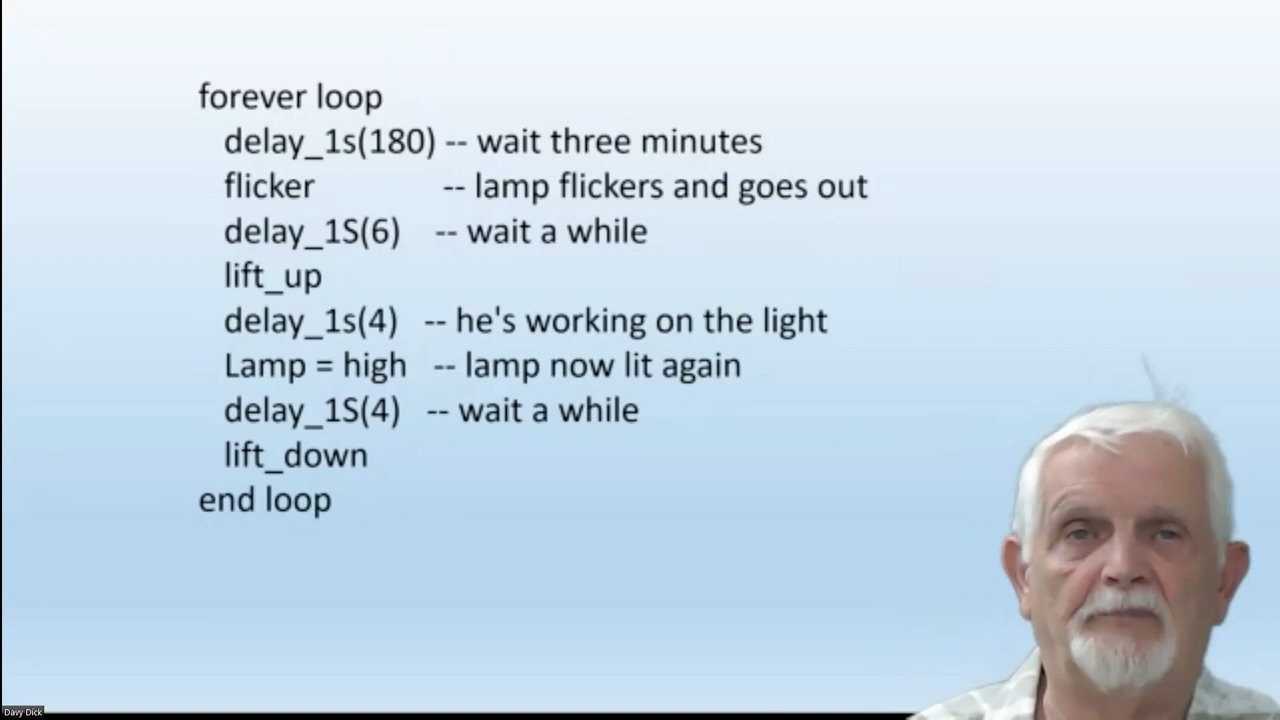 forever loop
delay_1s(180) -- wait three minutes
flicker -- lamp flickers and goes out
delay_1S(6) -- wait a while
lift_up
delay_1s(4) -- he's working on the light
Lamp = high -- lamp now lit again
delay_1S(4) -- wait a while
lift_down
end loop
Davy Dick